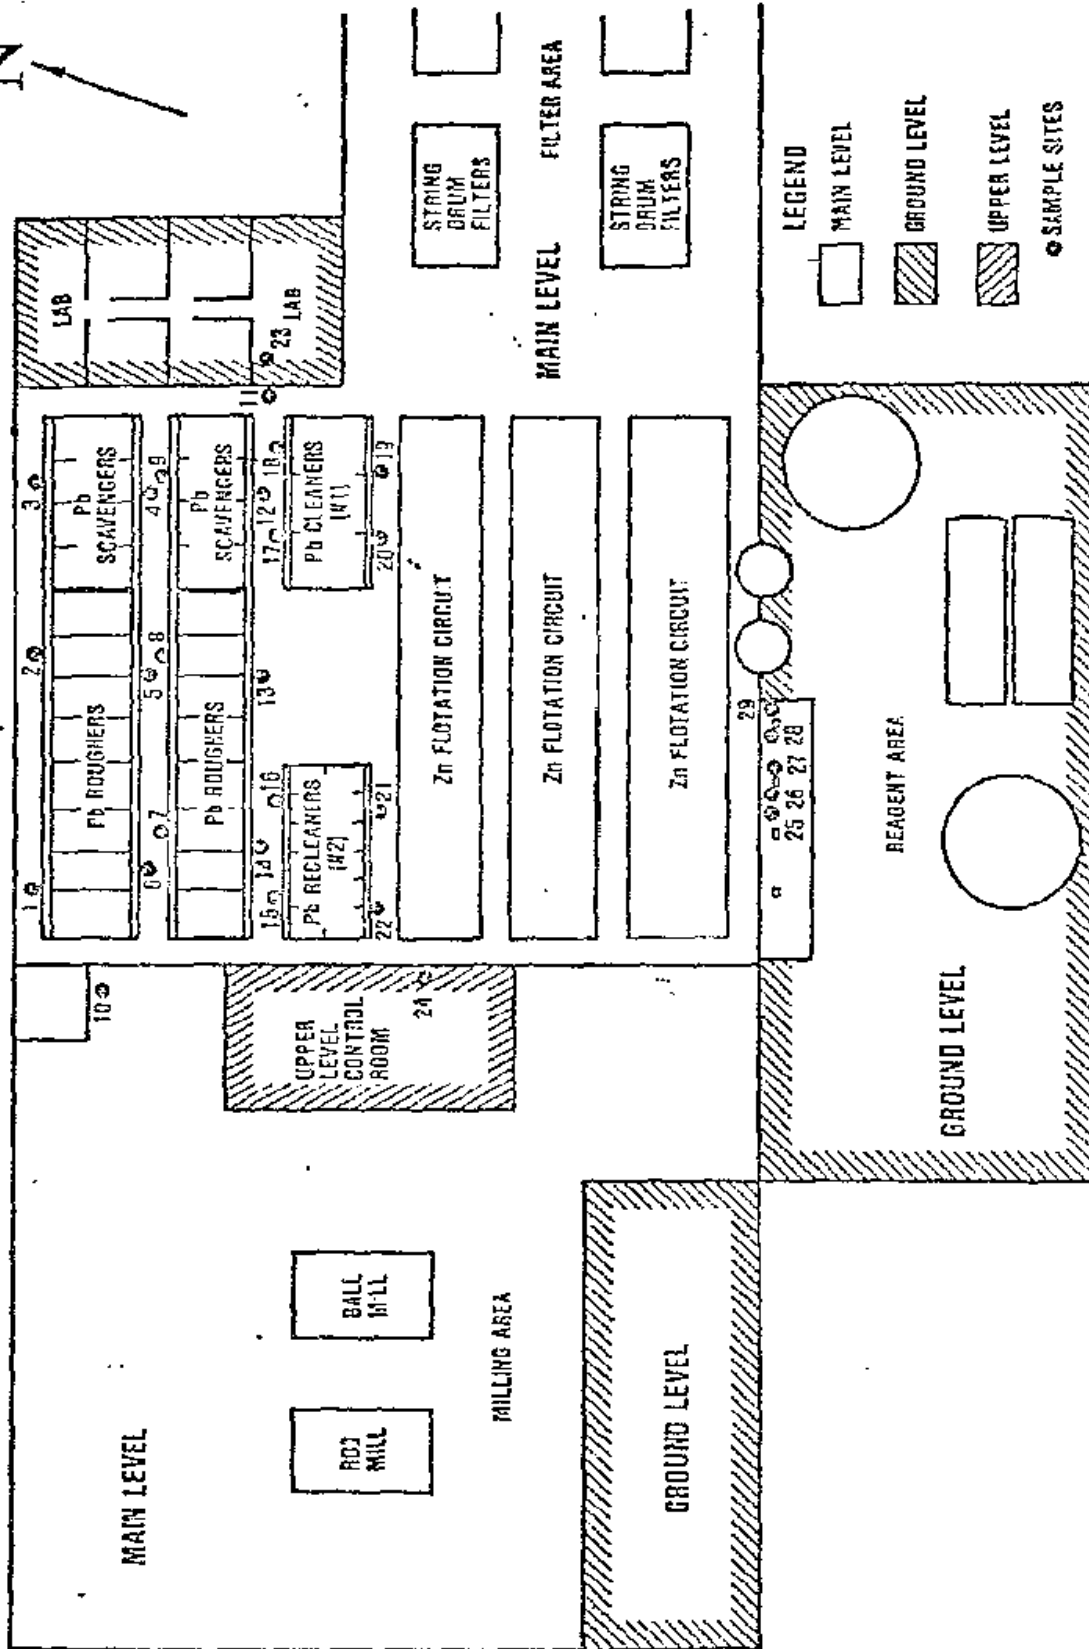 N
LAB
LAB
23
11
3
2
1
Pb
SCAVENGERS
Pb ROUGHERS
4
9
5
8
6
7
Pb
SCAVENGERS
Pb ROUGHERS
10
17
12
18
13
14
15
16
Pb CLEANERS
(#1)
Pb RECLEANERS
(#2)
19
20
21
22
Zn FLOTATION CIRCUIT
Zn FLOTATION CIRCUIT
Zn FLOTATION CIRCUIT
STRING
DRUM
FILTERS
FILTER AREA
STRING
DRUM
FILTERS
MAIN LEVEL
UPPER
LEVEL
CONTROL
ROOM
24
MAIN LEVEL
BALL
MILL
ROD
MILL
MILLING AREA
GROUND LEVEL
29
25 26 27 28
REAGENT AREA
GROUND LEVEL
LEGEND
MAIN LEVEL
GROUND LEVEL
UPPER LEVEL
SAMPLE SITES